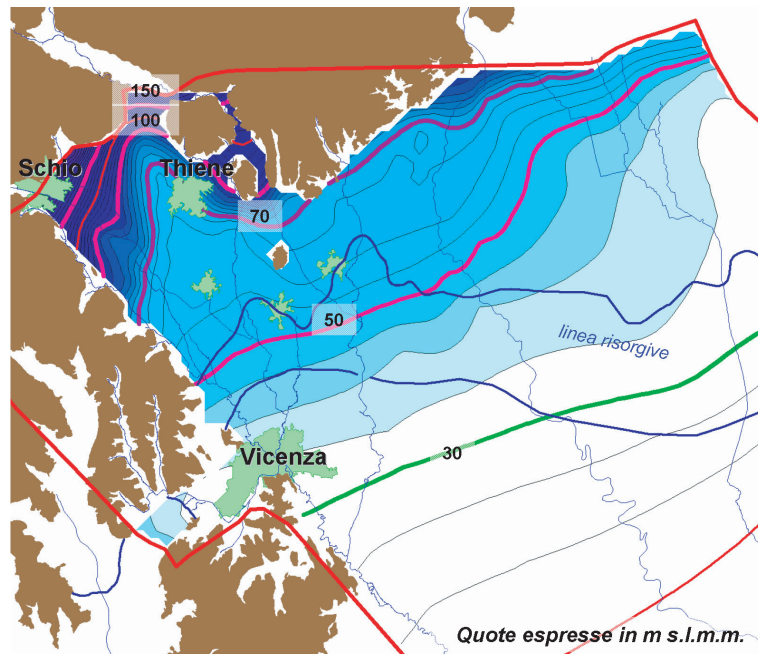 150
100
Schio
Thiene
70
50
linea risorgive
30
Vicenza
Quote espresse in m s.l.m.m.